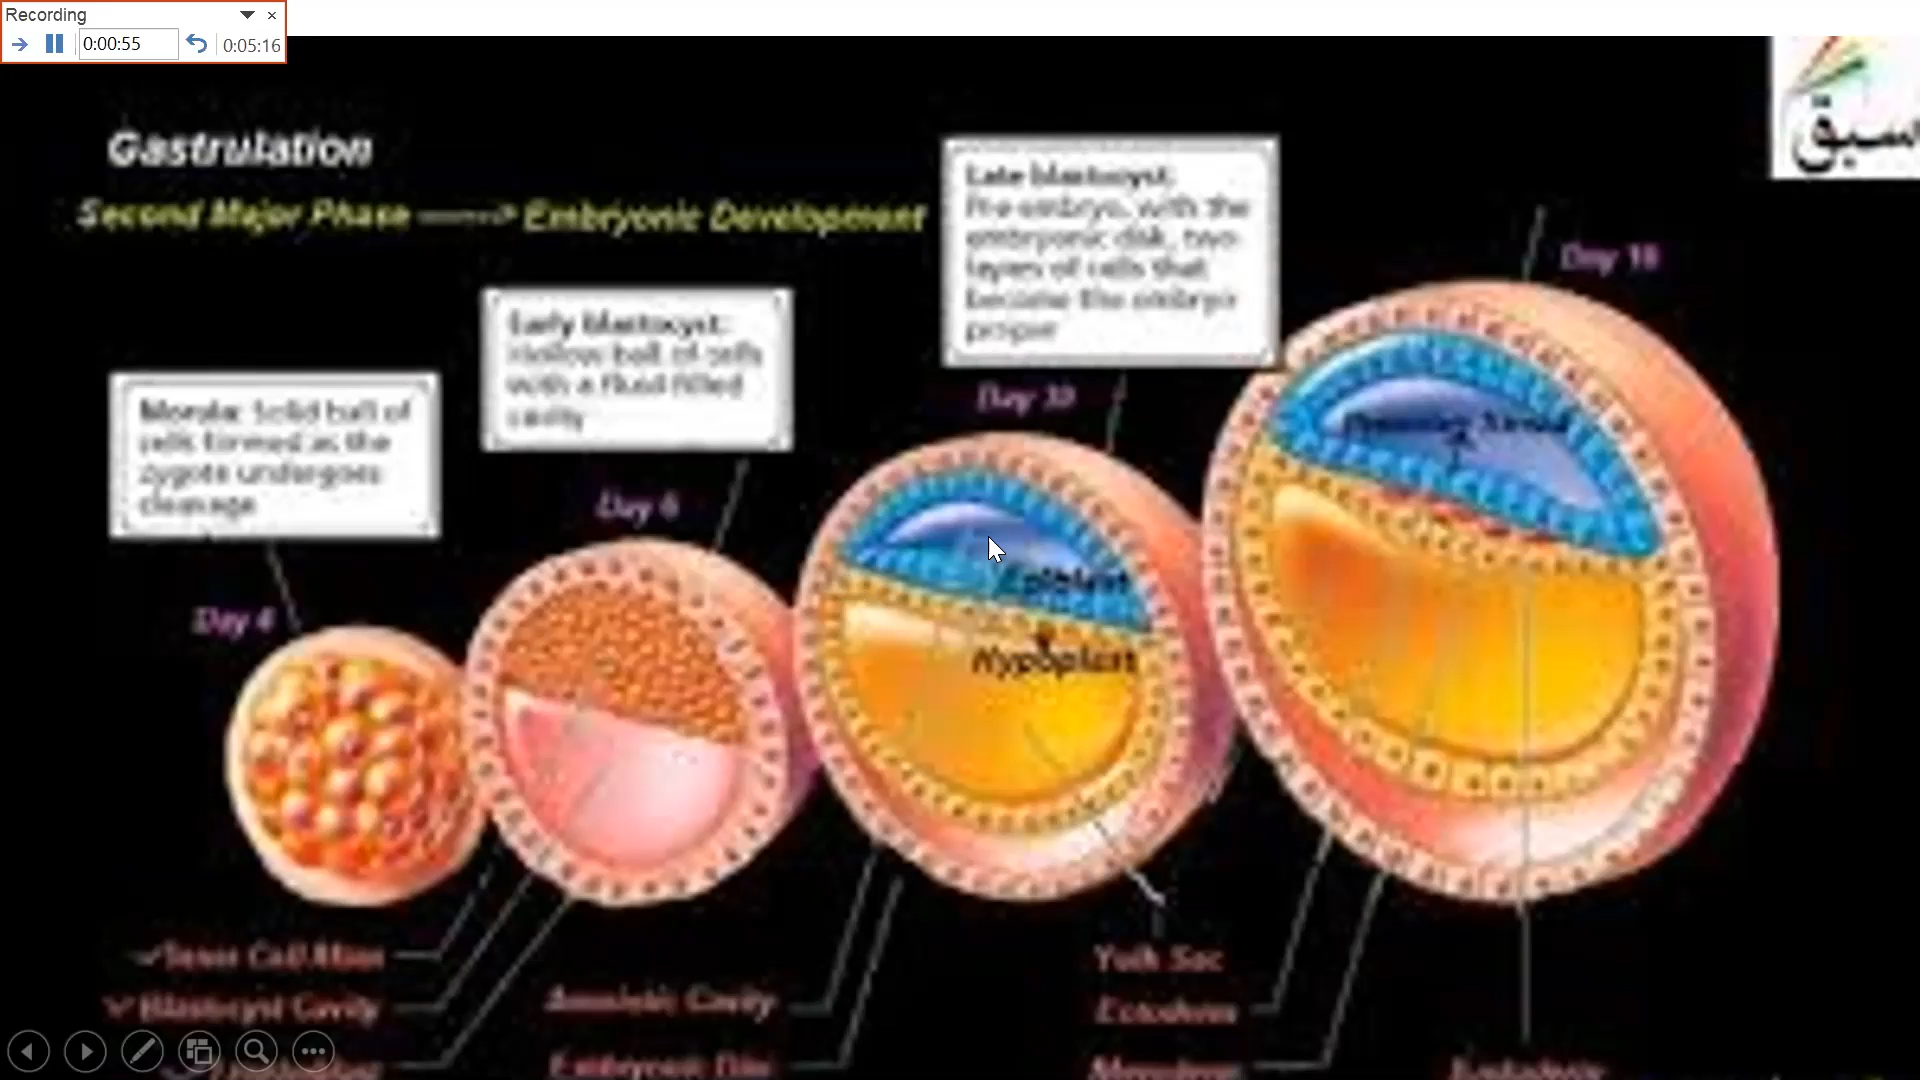 Recording
0:00:55
0:05:16
سبق
Gastrulation
Second Major Phase Embryonic Development
Late blastocyst:
Pre-embryo, with the
embryonic disk, two
layers of cells that
become the embryo
proper
Day 16
Early blastocyst:
Hollow ball of cells
with a fluid filled
cavity
Day 10
Morula: Solid ball of
cells formed as the
zygote undergoes
cleavage
Day 6
Day 4
Epiblast
Hypoplast
Inner Cell Mass
Yolk Sac
Blastocyst Cavity
Amniotic Cavity
Ectoderm
Embryonic Disc